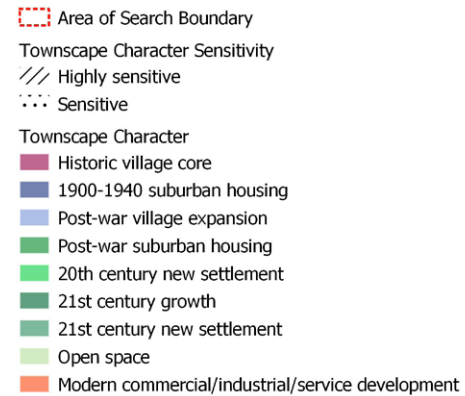 Area of Search Boundary
Townscape Character Sensitivity
Highly sensitive
Sensitive
Townscape Character
Historic village core
1900-1940 suburban housing
Post-war village expansion
Post-war suburban housing
20th century new settlement
21st century growth
21st century new settlement
Open space
Modern commercial/industrial/service development